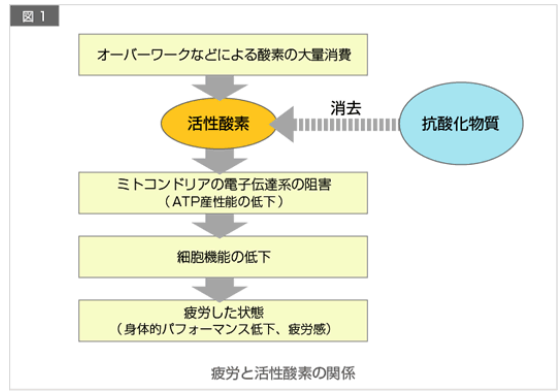 図1
オーバーワークなどによる酸素の大量消費
活性酸素
消去
抗酸化物質
ミトコンドリアの電子伝達系の阻害
（ATP産性能の低下）
細胞機能の低下
疲労した状態
（身体的パフォーマンス低下、疲労感）
疲労と活性酸素の関係